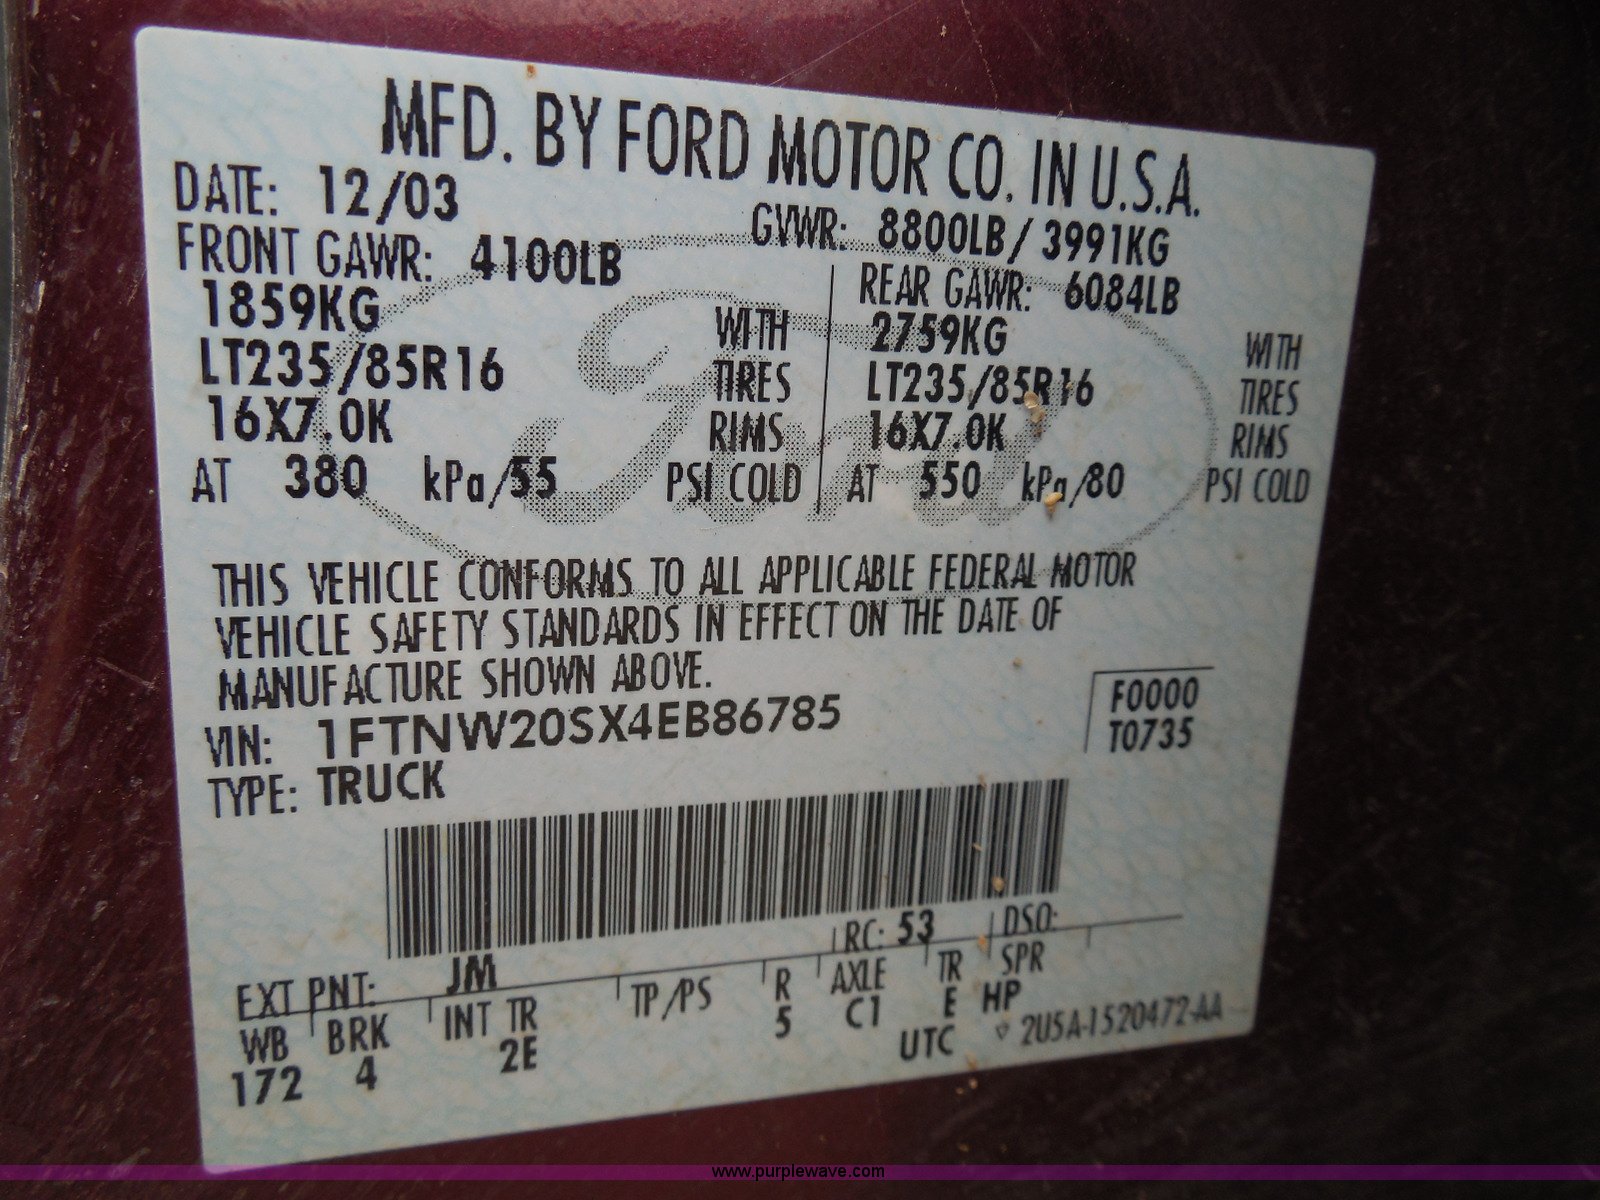 MFD. BY FORD MOTOR CO. IN U.S.A.
DATE: 12/03
GVWR: 8800LB / 3991KG
FRONT GAWR: 4100LB
1859KG WITH
LT235/85R16 TIRES
16X7.0K RIMS
AT 380 kPa/55 PSI COLD
REAR GAWR: 6084LB
2759KG WITH
LT235/85R16 TIRES
16X7.0K RIMS
AT 550 kPa/80 PSI COLD
Ford
THIS VEHICLE CONFORMS TO ALL APPLICABLE FEDERAL MOTOR
VEHICLE SAFETY STANDARDS IN EFFECT ON THE DATE OF
MANUFACTURE SHOWN ABOVE.
VIN: 1FTNW20SX4EB86785
TYPE: TRUCK
F0000
T0735
EXT PNT: JM RC: 53 DSO:
WB BRK INT TR TP/PS R AXLE TR SPR
172 4 2E 5 C1 E HP
UTC 2U5A-1520472-AA
www.purplewave.com